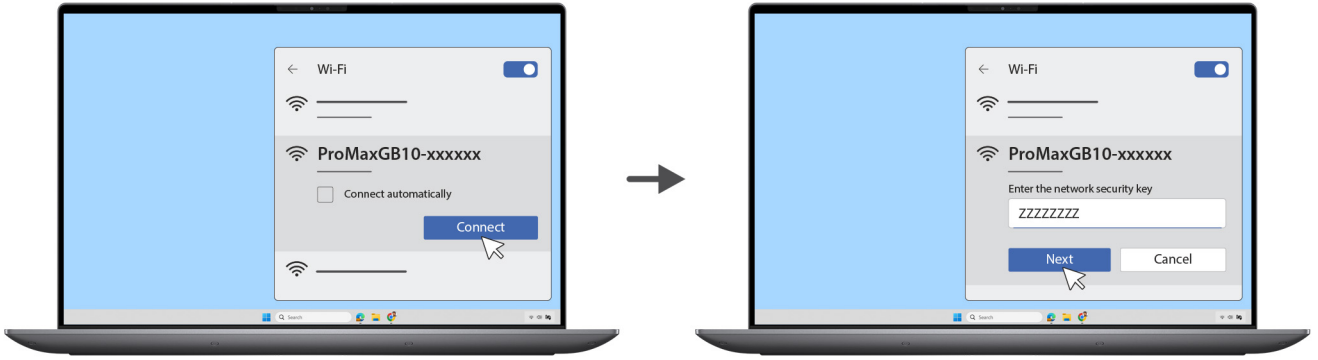 Wi-Fi
ProMaxGB10-xxxxxx
Connect automatically
Connect
Search
Wi-Fi
ProMaxGB10-xxxxxx
Enter the network security key
ZZZZZZZZ
Next
Cancel
Search